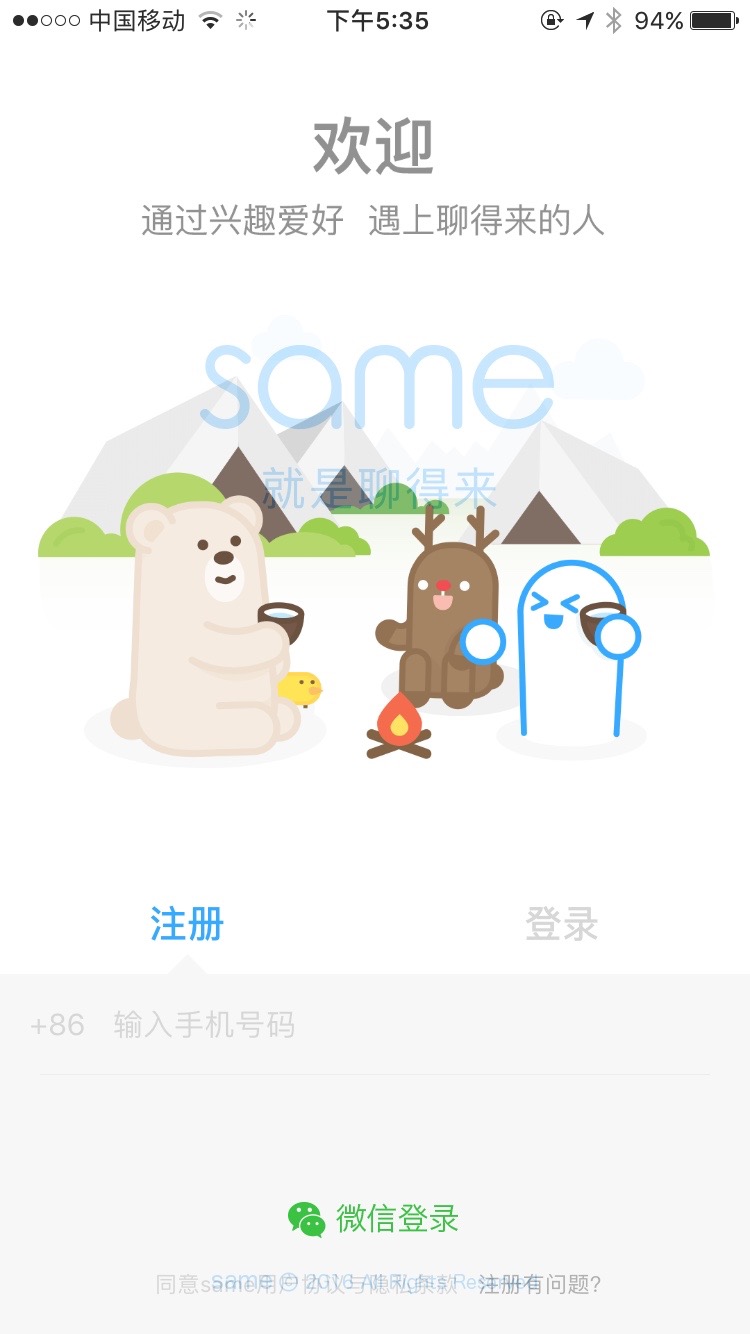 中国移动 下午5:35 94%
欢迎
通过兴趣爱好 遇上聊得来的人
same
就是聊得来
注册 登录
+86 输入手机号码
微信登录
同意same用户协议与隐私条款 注册有问题?
same © 2016 All Rights Reserved